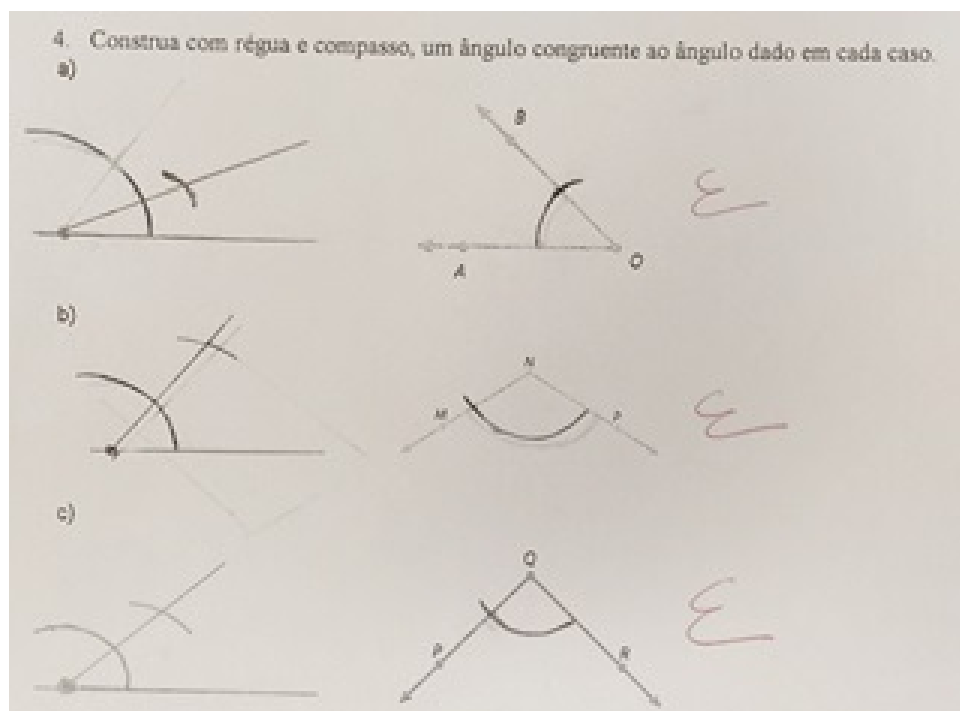 4. Construa com régua e compasso, um ângulo congruente ao ângulo dado em cada caso.
a)
B
A
O
b)
N
M
P
c)
Q
P
R